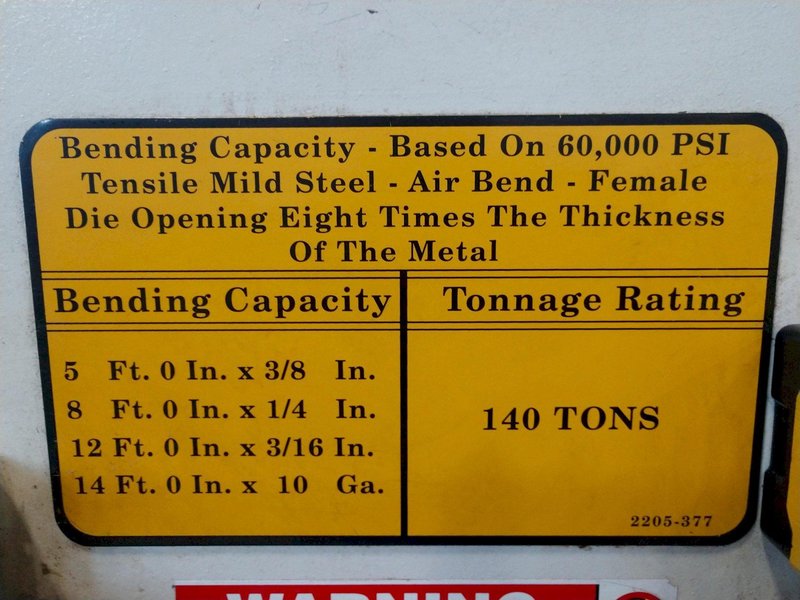 Bending Capacity - Based On 60,000 PSI
Tensile Mild Steel - Air Bend - Female
Die Opening Eight Times The Thickness
Of The Metal
Bending Capacity
Tonnage Rating
5 Ft. 0 In. x 3/8 In.
8 Ft. 0 In. x 1/4 In.
12 Ft. 0 In. x 3/16 In.
14 Ft. 0 In. x 10 Ga.
140 TONS
2205-377
WARNING